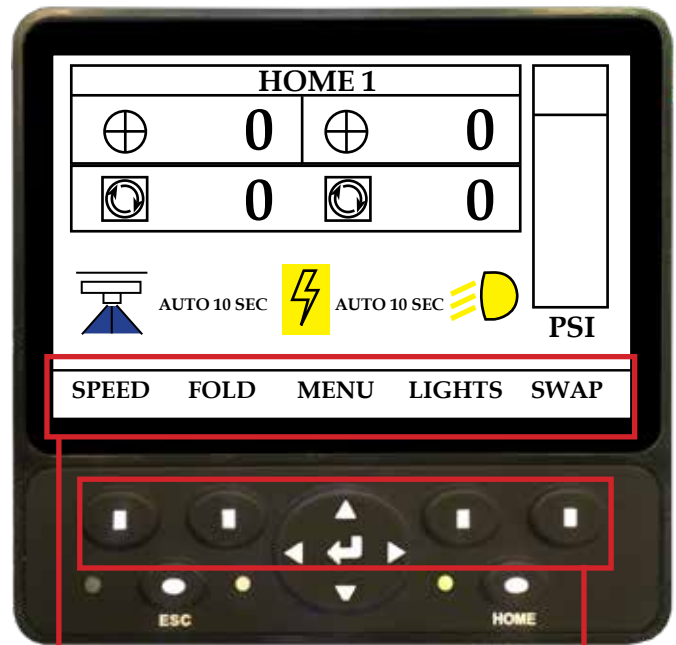 HOME 1
0 0
0 0
AUTO 10 SEC AUTO 10 SEC
PSI
SPEED FOLD MENU LIGHTS SWAP
ESC HOME